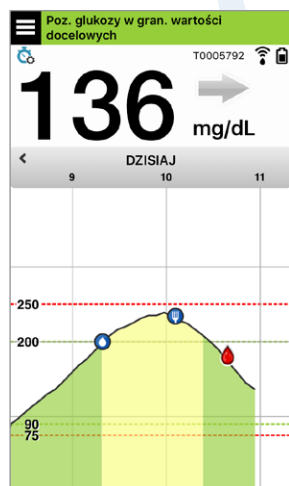 Poz. glukozy w gran. wartości
docelowych
T0005792
136
mg/dL
DZISIAJ
9 10 11
250
200
90
75